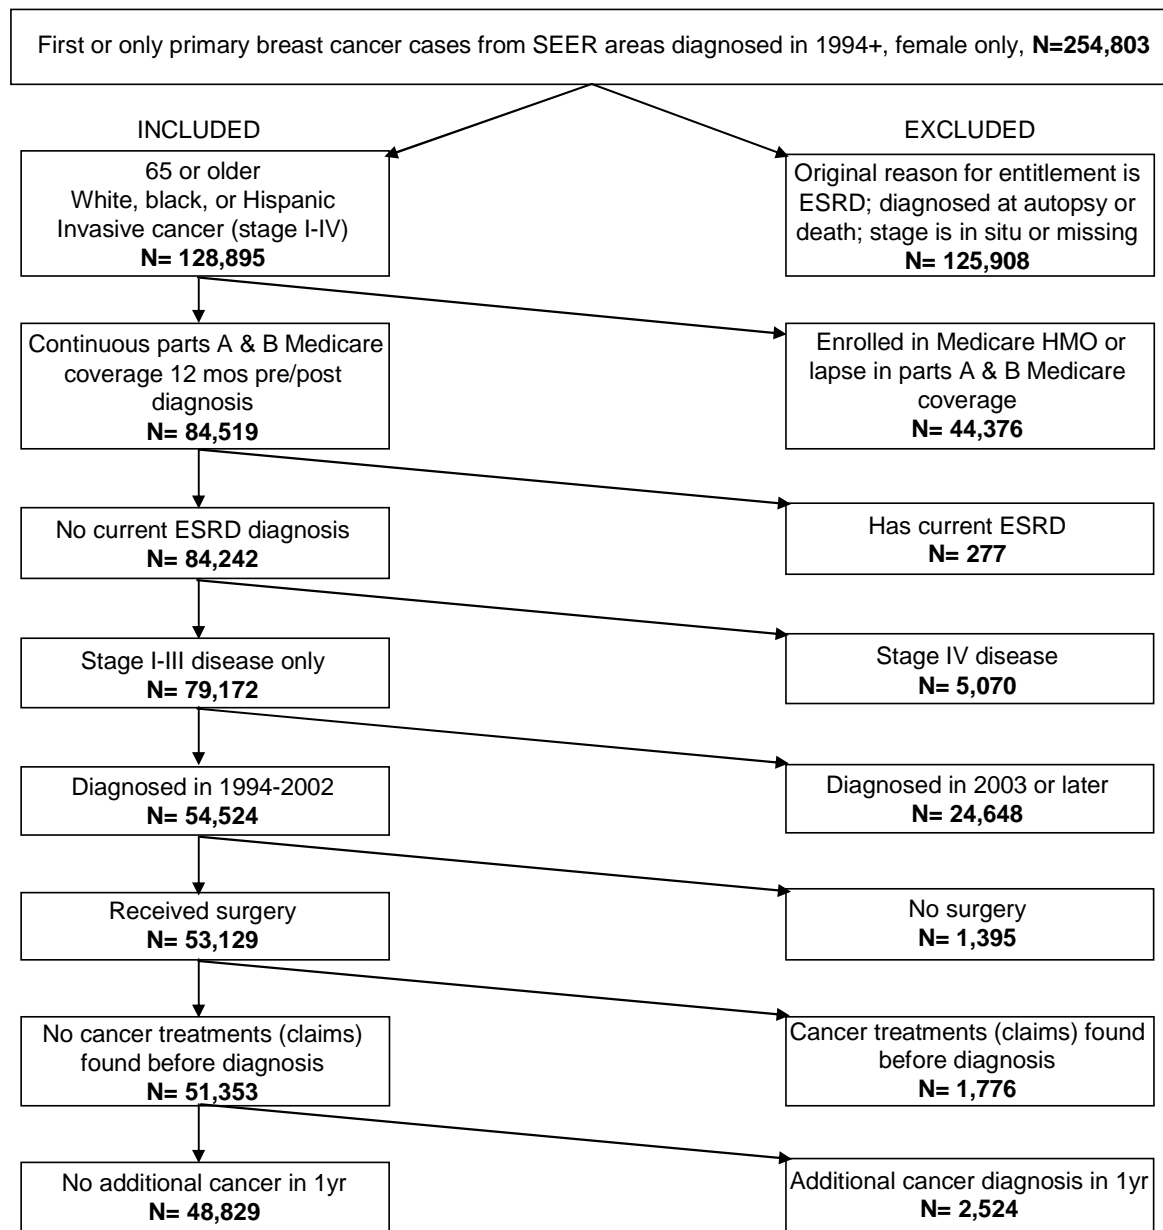 First or only primary breast cancer cases from SEER areas diagnosed in 1994+, female only, N=254,803
INCLUDED
EXCLUDED
65 or older
White, black, or Hispanic
Invasive cancer (stage I-IV)
N= 128,895
Original reason for entitlement is
ESRD; diagnosed at autopsy or
death; stage is in situ or missing
N= 125,908
Continuous parts A & B Medicare
coverage 12 mos pre/post
diagnosis
N= 84,519
Enrolled in Medicare HMO or
lapse in parts A & B Medicare
coverage
N= 44,376
No current ESRD diagnosis
N= 84,242
Has current ESRD
N= 277
Stage I-III disease only
N= 79,172
Stage IV disease
N= 5,070
Diagnosed in 1994-2002
N= 54,524
Diagnosed in 2003 or later
N= 24,648
Received surgery
N= 53,129
No surgery
N= 1,395
No cancer treatments (claims)
found before diagnosis
N= 51,353
Cancer treatments (claims) found
before diagnosis
N= 1,776
No additional cancer in 1yr
N= 48,829
Additional cancer diagnosis in 1yr
N= 2,524